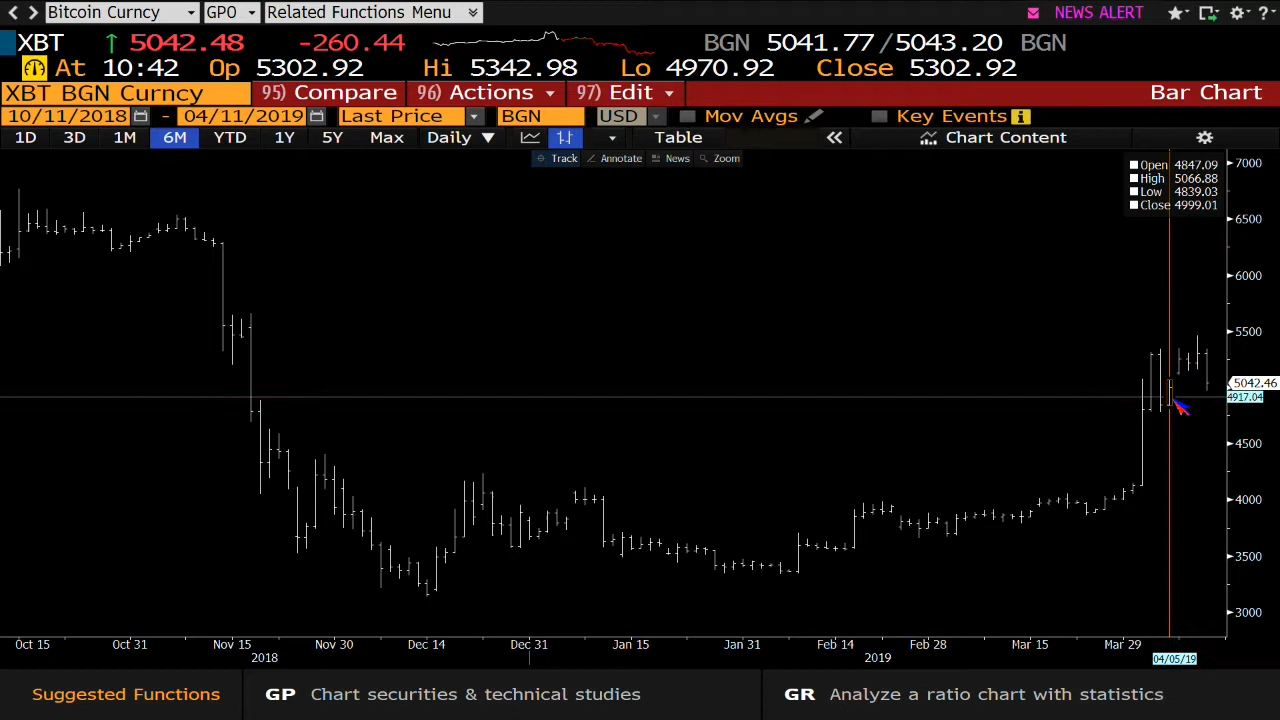 Bitcoin Curncy GPO Related Functions Menu NEWS ALERT ?
XBT ↑ 5042.48 -260.44 BGN 5041.77/5043.20 BGN
At 10:42 Op 5302.92 Hi 5342.98 Lo 4970.92 Close 5302.92
XBT BGN Curncy 95) Compare 96) Actions 97) Edit Bar Chart
10/11/2018 - 04/11/2019 Last Price BGN USD Mov Avgs Key Events i
1D 3D 1M 6M YTD 1Y 5Y Max Daily ▼ Table « Chart Content
Track Annotate News Zoom
Open 4847.09
High 5066.88
Low 4839.03
Close 4999.01
7000
6500
6000
5500
5042.46
4917.04
4500
4000
3500
3000
Oct 15 Oct 31 Nov 15 Nov 30 Dec 14 Dec 31 Jan 15 Jan 31 Feb 14 Feb 28 Mar 15 Mar 29
2018 2019 04/05/19
Suggested Functions GP Chart securities & technical studies GR Analyze a ratio chart with statistics